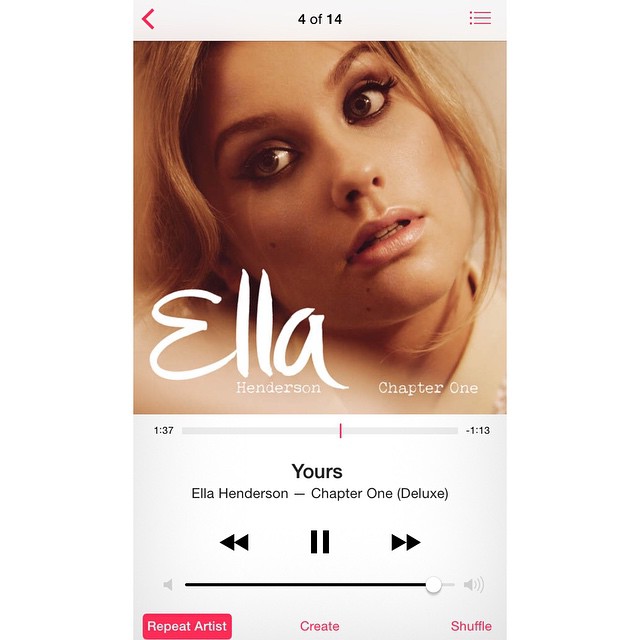 4 of 14
Ella
Henderson
Chapter One
1:37
-1:13
Yours
Ella Henderson — Chapter One (Deluxe)
Repeat Artist
Create
Shuffle